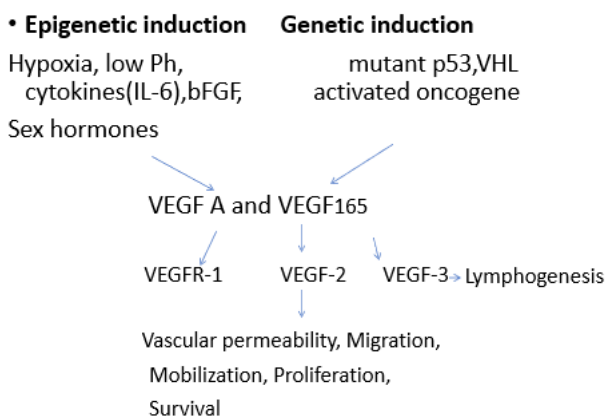 • Epigenetic induction Genetic induction
Hypoxia, low Ph, mutant p53,VHL
cytokines(IL-6),bFGF, activated oncogene
Sex hormones
VEGF A and VEGF165
VEGFR-1 VEGF-2 VEGF-3 Lymphogenesis
Vascular permeability, Migration,
Mobilization, Proliferation,
Survival